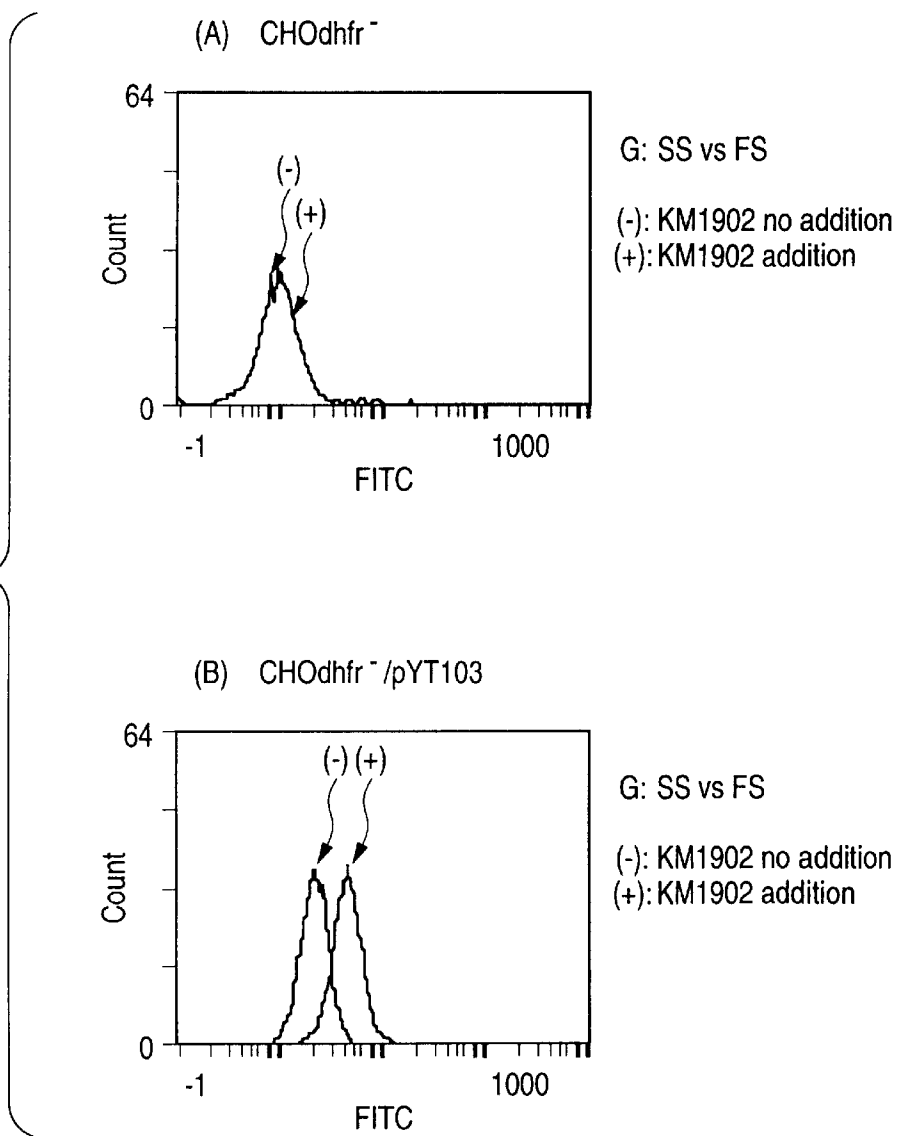 (A) CHOdhfr⁻
64
(-)
(+)
Count
0
-1 1000
FITC
G: SS vs FS
(-): KM1902 no addition
(+): KM1902 addition
(B) CHOdhfr⁻/pYT103
64
(-) (+)
Count
0
-1 1000
FITC
G: SS vs FS
(-): KM1902 no addition
(+): KM1902 addition